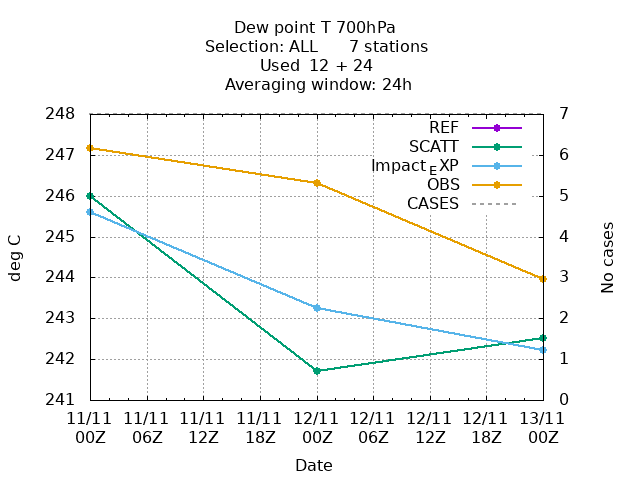 Dew point T 700hPa
Selection: ALL      7 stations
Used  12 + 24
Averaging window: 24h
248 7
247 6
246 5
245 4
244 3
243 2
242 1
241 0
deg C
No cases
REF
SCATT
Impact_EXP
OBS
CASES
11/11 11/11 11/11 11/11 12/11 12/11 12/11 12/11 13/11
00Z 06Z 12Z 18Z 00Z 06Z 12Z 18Z 00Z
Date